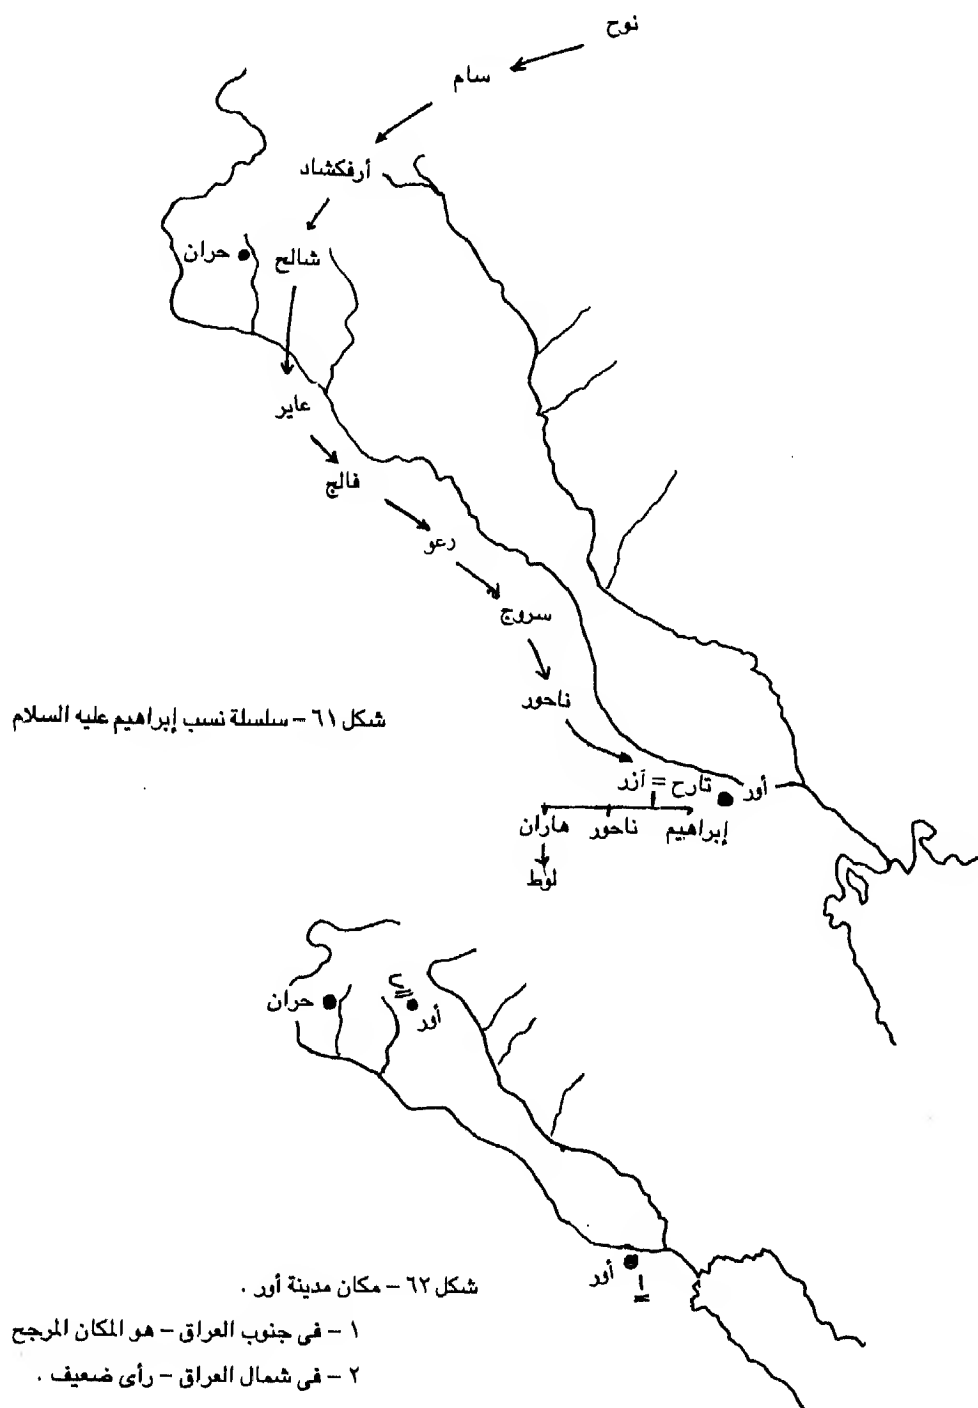 نوح
سام
أرفكشاد
شالح
حران
عابر
فالج
رعو
سروج
ناحور
شكل ٦١ – سلسلة نسب إبراهيم عليه السلام
أور
تارح = آزر
إبراهيم ناحور هاران
لوط
حران
٢
أور
أور
١
شكل ٦٢ – مكان مدينة أور .
١ – فى جنوب العراق – هو المكان المرجح
٢ – فى شمال العراق – رأى ضعيف .